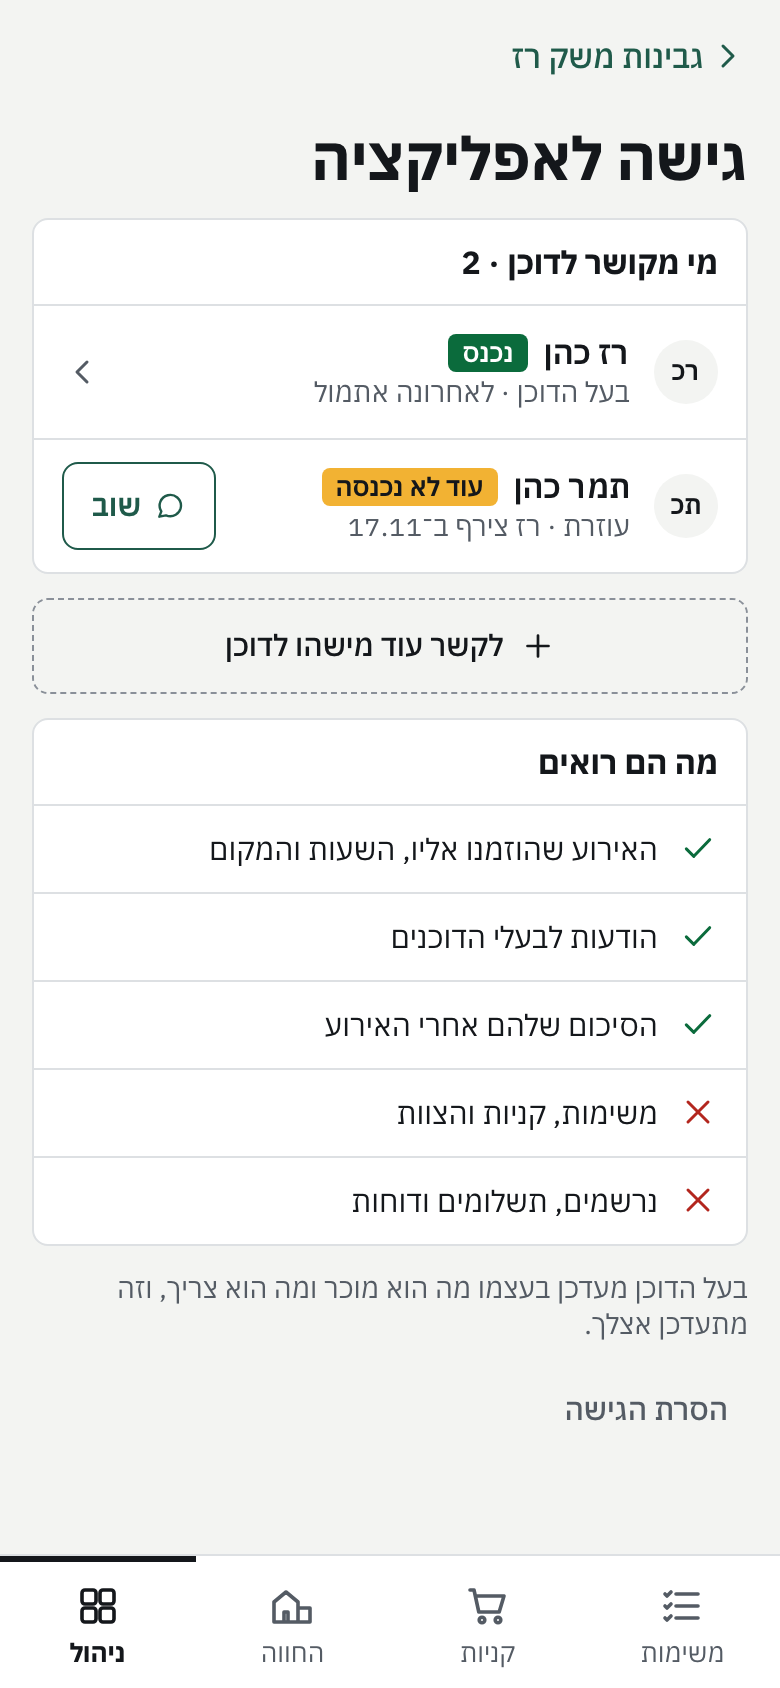 גבינות משק רז
גישה לאפליקציה
מי מקושר לדוכן · 2
רכ
רז כהן נכנס
בעל הדוכן · לאחרונה אתמול
תכ
תמר כהן עוד לא נכנסה
עוזרת · רז צירף ב־17.11
שוב
לקשר עוד מישהו לדוכן
מה הם רואים
האירוע שהוזמנו אליו, השעות והמקום
הודעות לבעלי הדוכנים
הסיכום שלהם אחרי האירוע
משימות, קניות והצוות
נרשמים, תשלומים ודוחות
בעל הדוכן מעדכן בעצמו מה הוא מוכר ומה הוא צריך, וזה
מתעדכן אצלך.
הסרת הגישה
משימות
קניות
החווה
ניהול